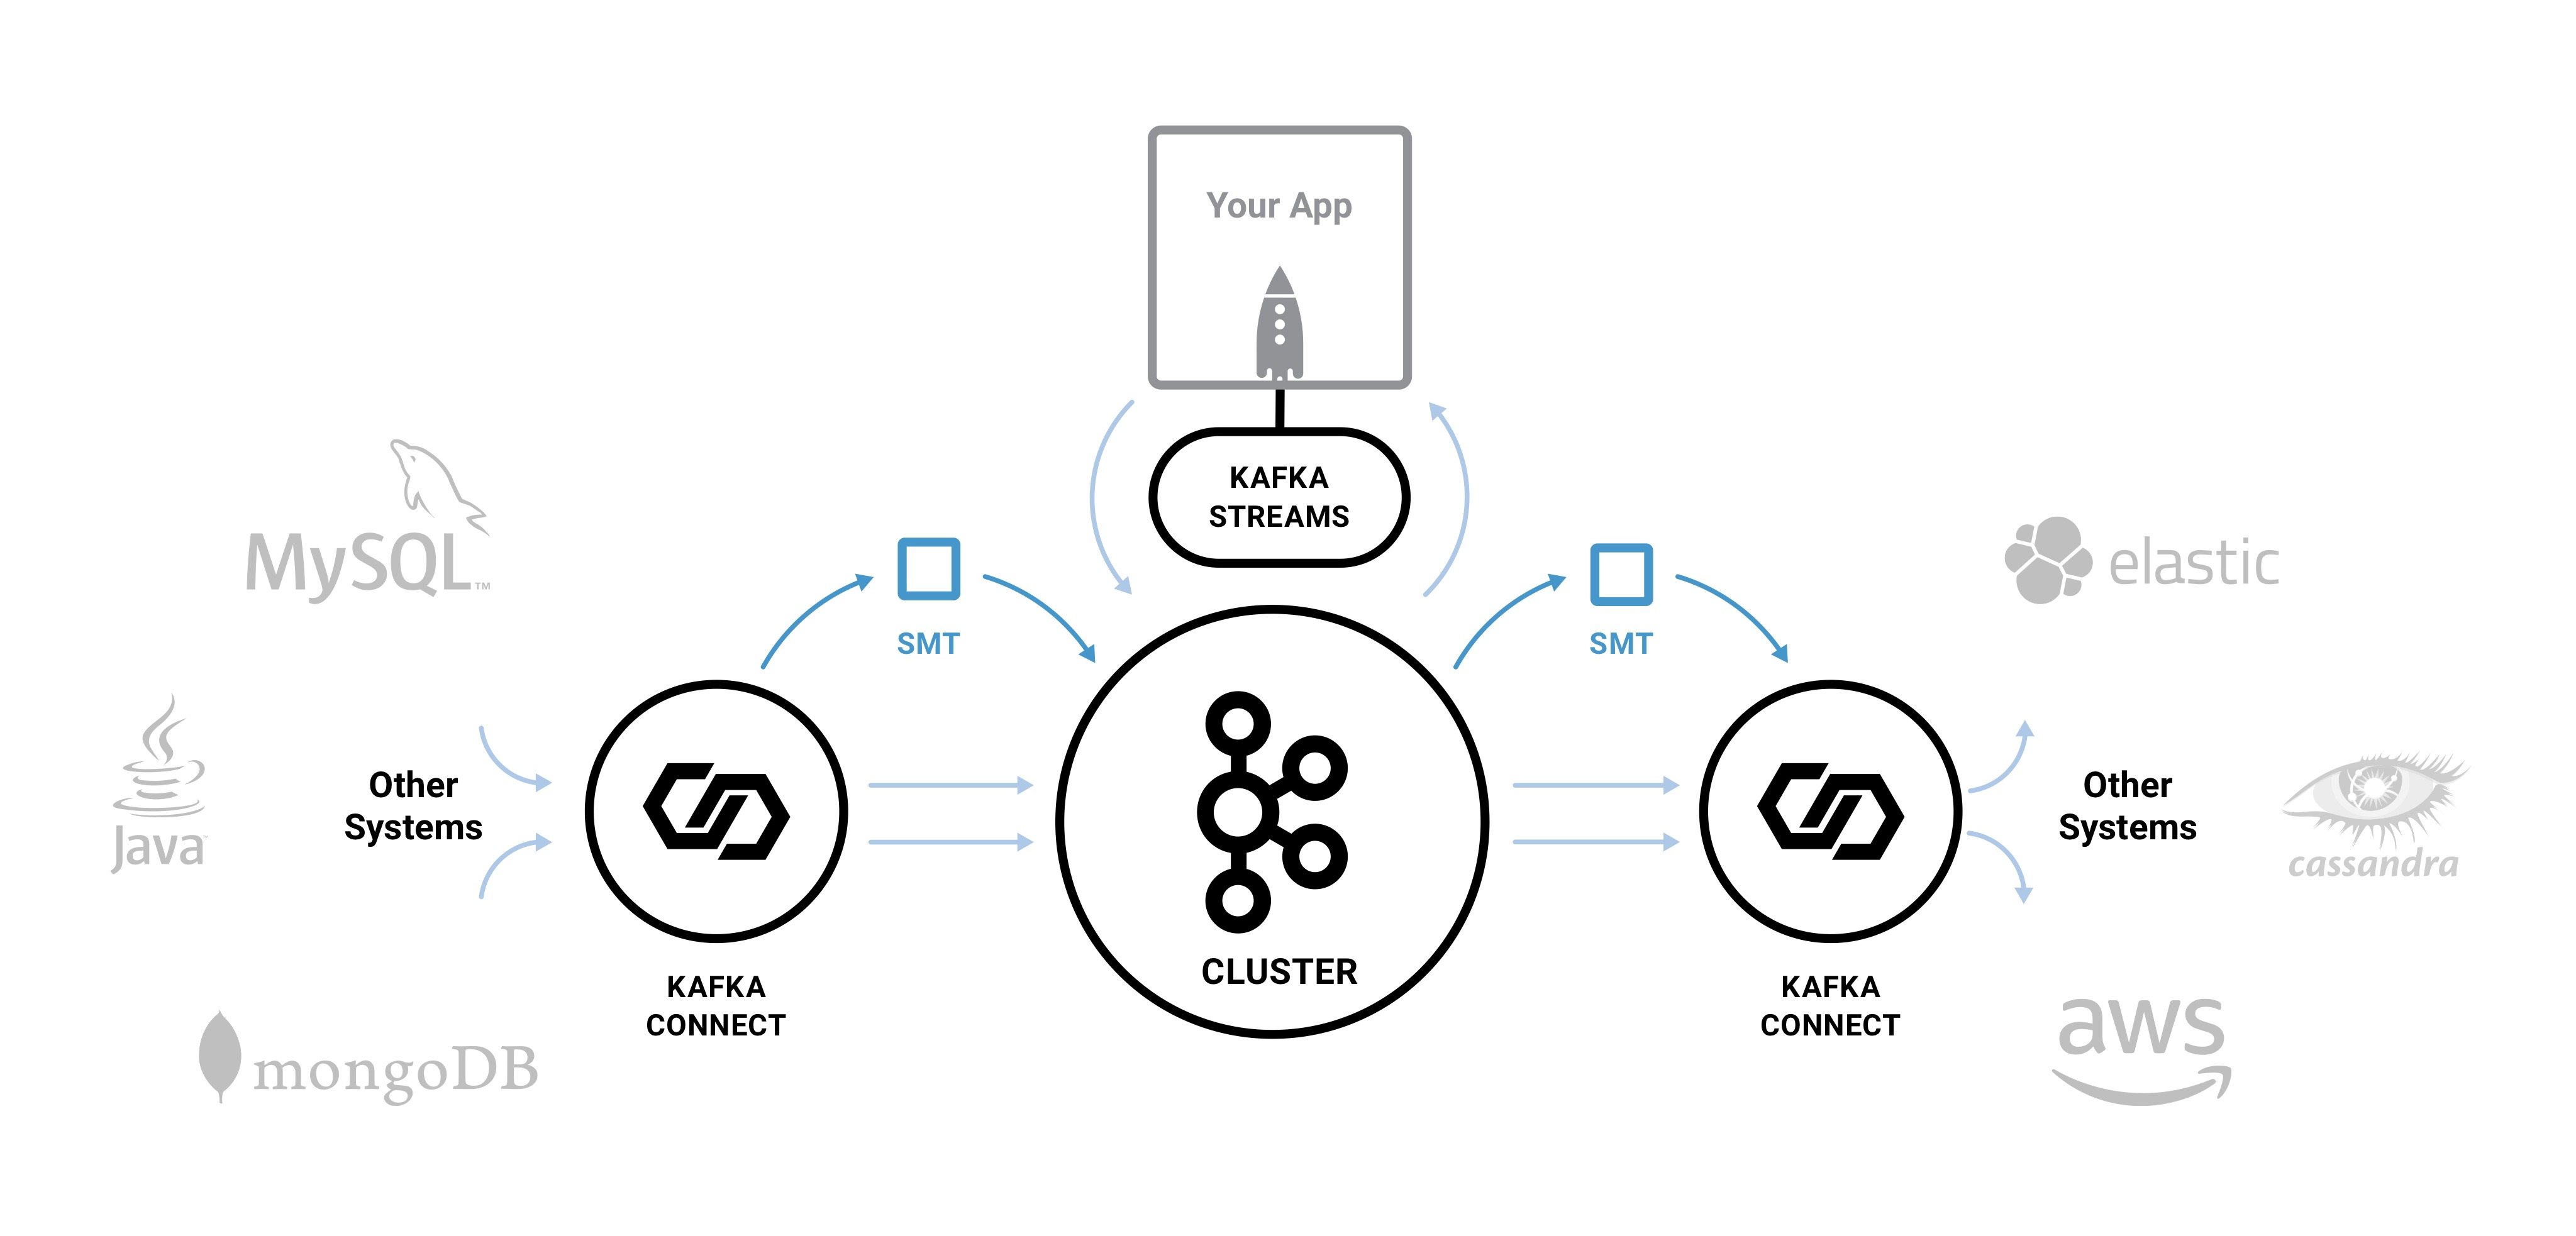 Your App
KAFKA
STREAMS
MySQL™
SMT
SMT
elastic
Java™
Other
Systems
Other
Systems
cassandra
CLUSTER
KAFKA
CONNECT
KAFKA
CONNECT
mongoDB
aws